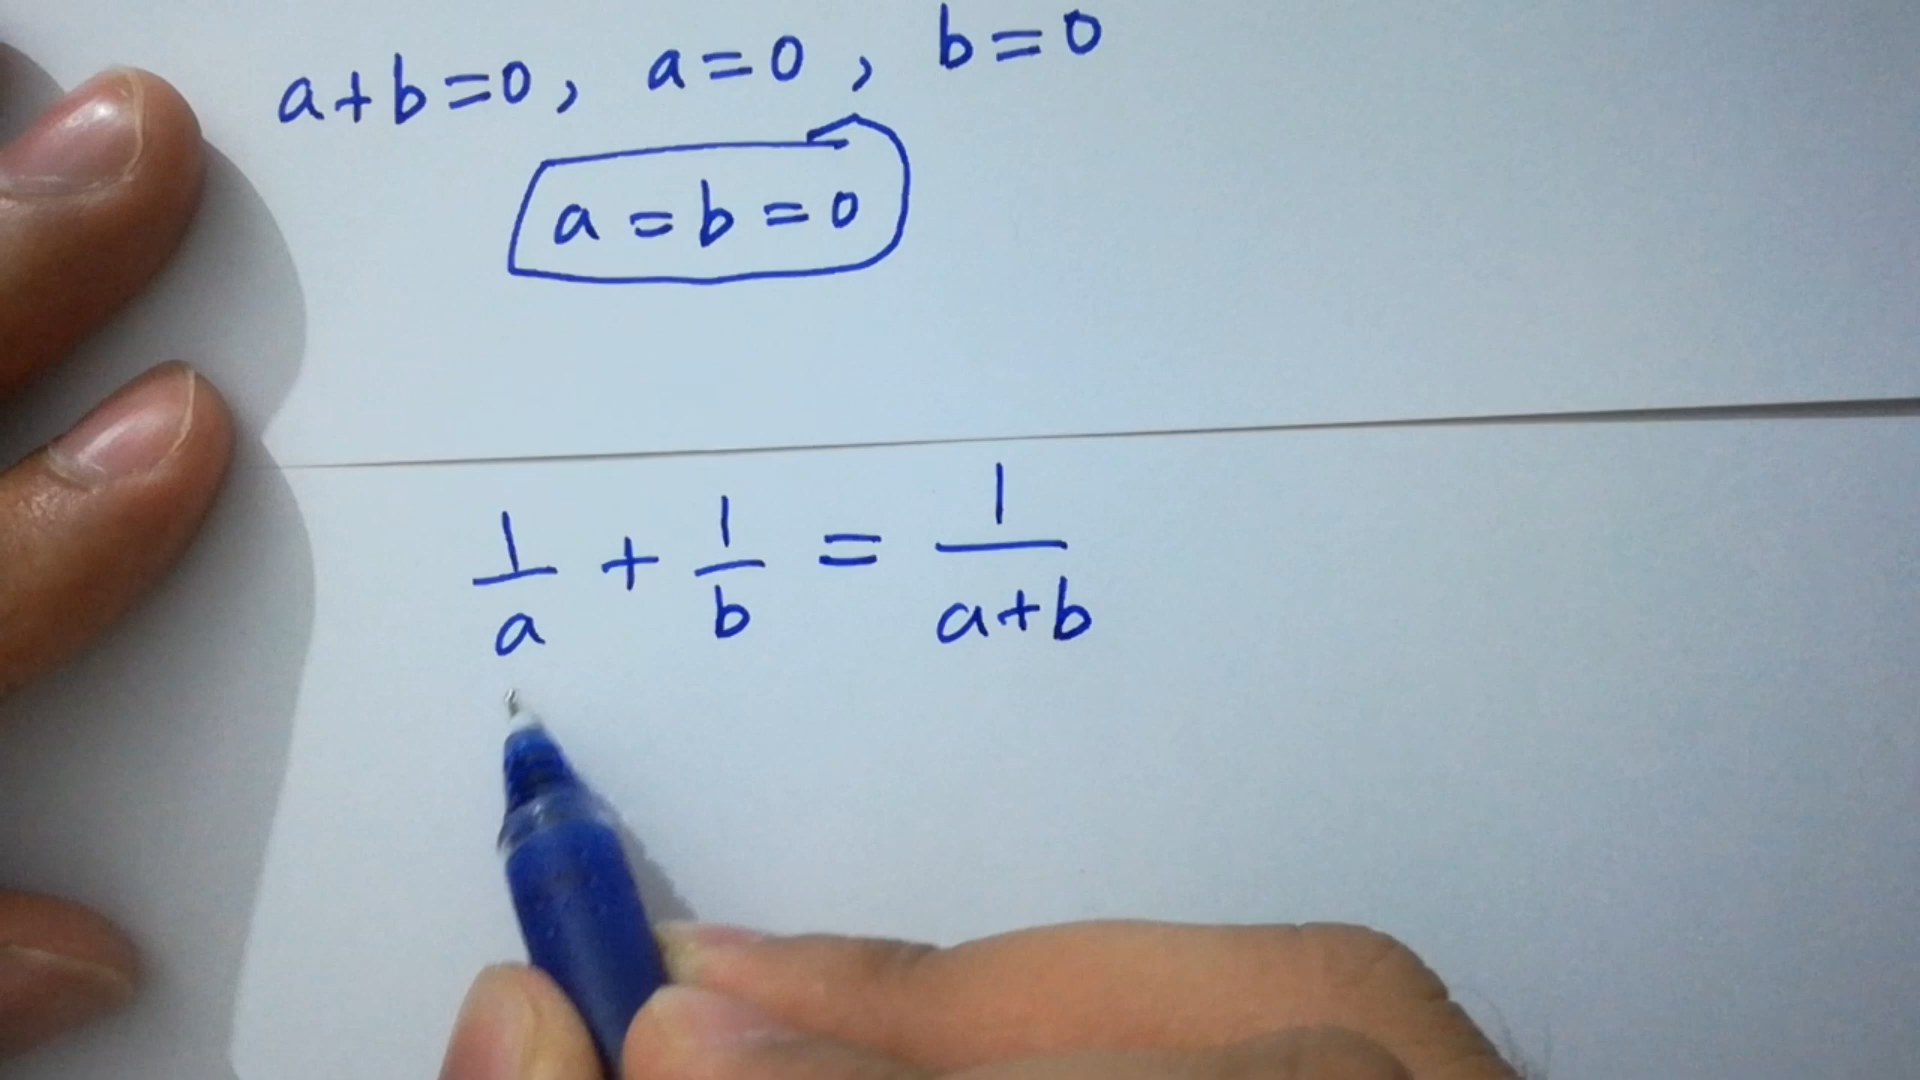 a+b=0, a=0, b=0
a=b=0
1/a + 1/b = 1/(a+b)